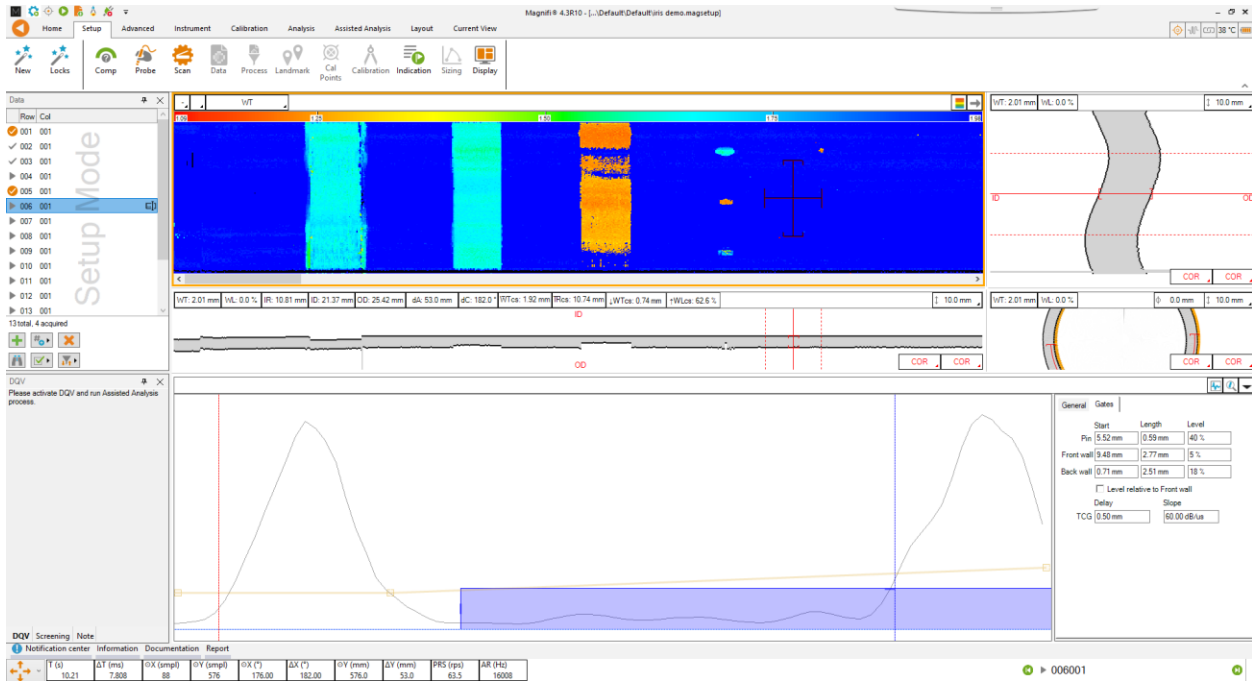 Magnifi® 4.3R10 - [...\Default\Default\iris demo.magsetup]
Home Setup Advanced Instrument Calibration Analysis Assisted Analysis Layout Current View
38 °C
New Locks Comp Probe Scan Data Process Landmark Cal Points Calibration Indication Sizing Display
Data
Row Col
001 001
002 001
003 001
004 001
005 001
006 001
007 001
008 001
009 001
010 001
011 001
012 001
013 001
Setup Mode
13 total, 4 acquired
WT
1.25 1.50 1.75
WT: 2.01 mm WL: 0.0 % 10.0 mm
ID OD
COR COR
WT: 2.01 mm WL: 0.0 % IR: 10.81 mm ID: 21.37 mm OD: 25.42 mm dA: 53.0 mm dC: 182.0 ° WTcs: 1.92 mm IRcs: 10.74 mm ↓WTcs: 0.74 mm ↑WLcs: 62.6 % 10.0 mm
ID
OD
COR COR
WT: 2.01 mm WL: 0.0 % 0.0 mm 10.0 mm
COR COR
DQV
Please activate DQV and run Assisted Analysis
process.
DQV Screening Note
General Gates
Start Length Level
Pin 5.52 mm 0.59 mm 40 %
Front wall 9.48 mm 2.77 mm 5 %
Back wall 0.71 mm 2.51 mm 18 %
Level relative to Front wall
Delay Slope
TCG 0.50 mm 60.00 dB/us
Notification center Information Documentation Report
T (s) ΔT (ms) ⊙X (smpl) ⊙Y (smpl) ⊙X (°) ΔX (°) ⊙Y (mm) ΔY (mm) PRS (rps) AR (Hz)
10.21 7.808 88 576 176.00 182.00 576.0 53.0 63.5 16008
006001